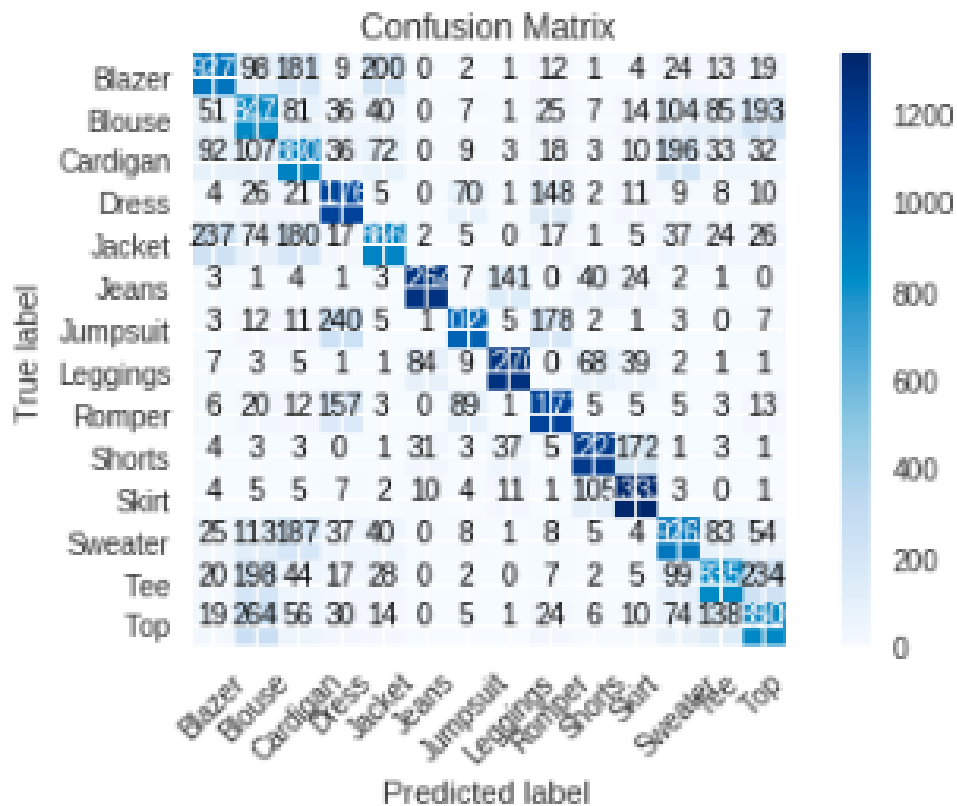 Confusion Matrix
Blazer 98 181 9 200 0 2 1 12 1 4 24 13 19
Blouse 51 81 36 40 0 7 1 25 7 14 104 85 193
Cardigan 92 107 36 72 0 9 3 18 3 10 196 33 32
Dress 4 26 21 5 0 70 1 148 2 11 9 8 10
Jacket 237 74 180 17 2 5 0 17 1 5 37 24 26
Jeans 3 1 4 1 3 7 141 0 40 24 2 1 0
Jumpsuit 3 12 11 240 5 1 5 178 2 1 3 0 7
Leggings 7 3 5 1 1 84 9 0 68 39 2 1 1
Romper 6 20 12 157 3 0 89 1 5 5 5 3 13
Shorts 4 3 3 0 1 31 3 37 5 172 1 3 1
Skirt 4 5 5 7 2 10 4 11 1 105 3 0 1
Sweater 25 113 187 37 40 0 8 1 8 5 4 83 54
Tee 20 198 44 17 28 0 2 0 7 2 5 99 234
Top 19 264 56 30 14 0 5 1 24 6 10 74 138
True label
Blazer Blouse Cardigan Dress Jacket Jeans Jumpsuit Leggings Romper Shorts Skirt Sweater Tee Top
Predicted label
1200
1000
800
600
400
200
0